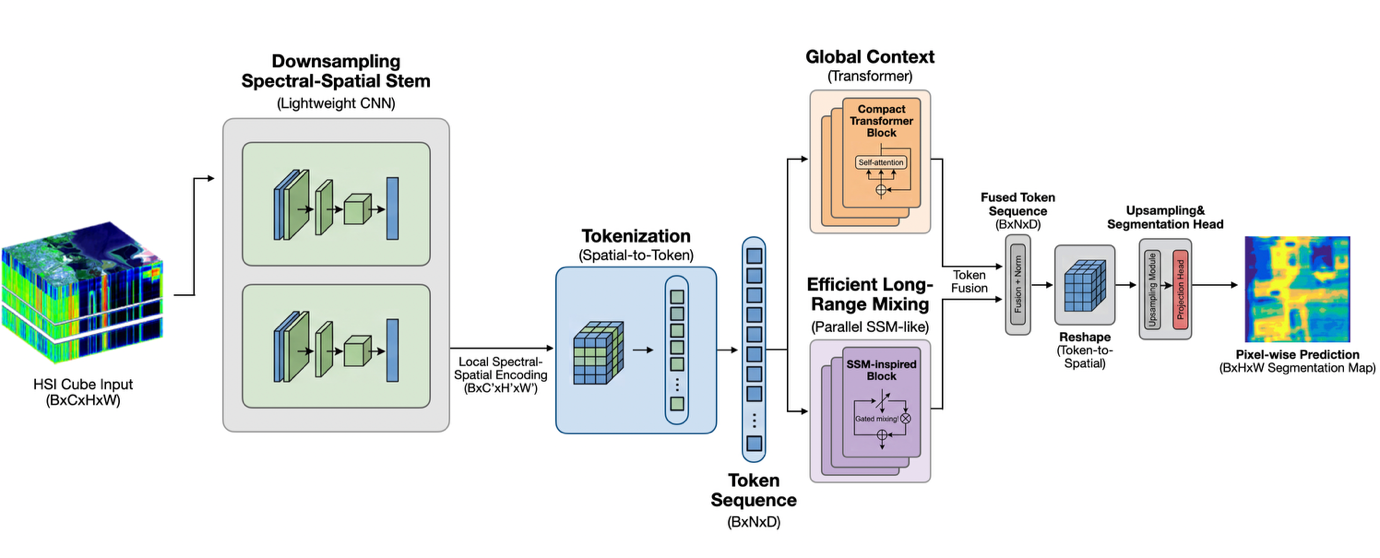 HSI Cube Input
(BxCxHxW)
Downsampling
Spectral-Spatial Stem
(Lightweight CNN)
Local Spectral-
Spatial Encoding
(BxC'xH'xW')
Tokenization
(Spatial-to-Token)
Token
Sequence
(BxNxD)
Global Context
(Transformer)
Compact
Transformer
Block
Self-attention
Efficient Long-
Range Mixing
(Parallel SSM-like)
SSM-inspired
Block
Gated mixing!
Token
Fusion
Fused Token
Sequence
(BxNxD)
Fusion + Norm
Reshape
(Token-to-
Spatial)
Upsampling&
Segmentation Head
Upsampling Module
Projection Head
Pixel-wise Prediction
(BxHxW Segmentation Map)